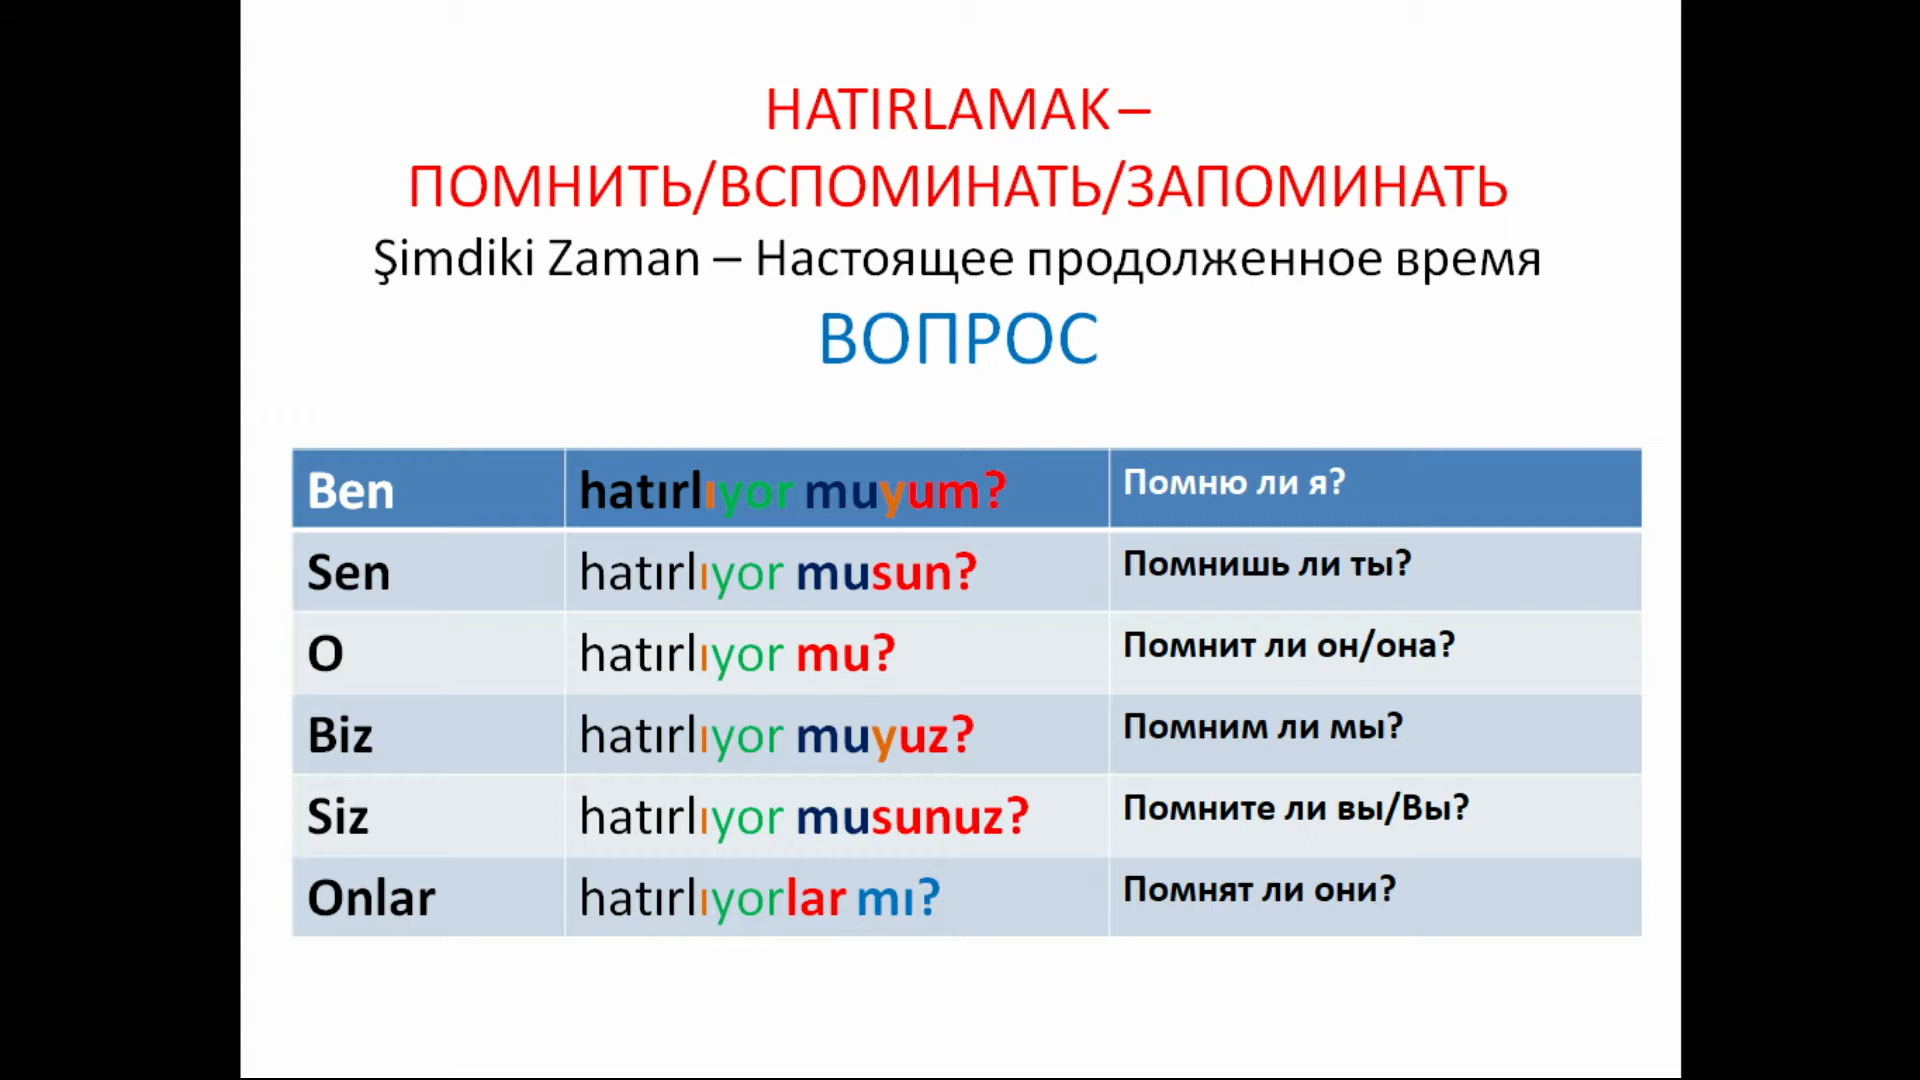 HATIRLAMAK –
ПОМНИТЬ/ВСПОМИНАТЬ/ЗАПОМИНАТЬ
Şimdiki Zaman – Настоящее продолженное время
ВОПРОС
Ben hatırlıyor muyum? Помню ли я?
Sen hatırlıyor musun? Помнишь ли ты?
O hatırlıyor mu? Помнит ли он/она?
Biz hatırlıyor muyuz? Помним ли мы?
Siz hatırlıyor musunuz? Помните ли вы/Вы?
Onlar hatırlıyorlar mı? Помнят ли они?